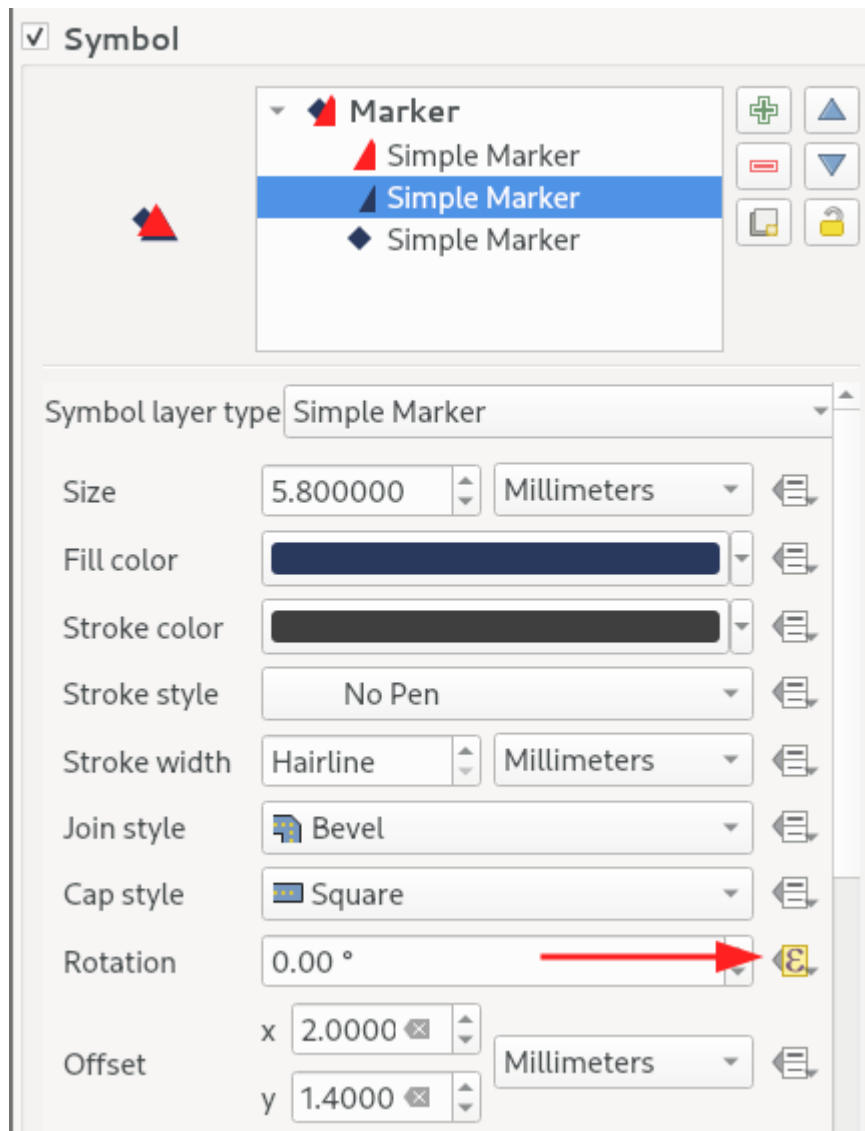 Symbol
Marker
Simple Marker
Simple Marker
Simple Marker
Symbol layer type Simple Marker
Size 5.800000 Millimeters
Fill color
Stroke color
Stroke style No Pen
Stroke width Hairline Millimeters
Join style Bevel
Cap style Square
Rotation 0.00 ° ε
Offset x 2.0000 Millimeters
y 1.4000